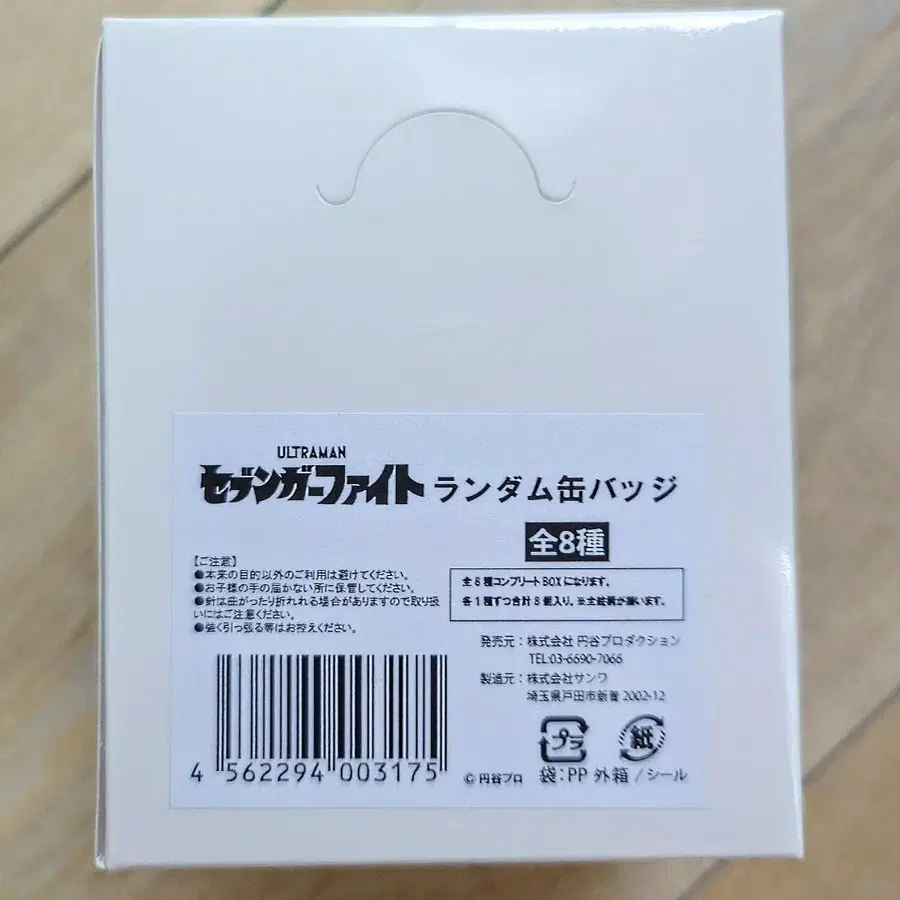 ULTRAMAN
セブンガーファイト ランダム缶バッジ
全8種
【ご注意】
●本来の目的以外のご利用は避けてください。
●お子様の手の届かない所に保管してください。
●針は曲がったり折れれる場合がありますので取り扱
いにはご注意ください。
●強く引っ張る等はお控えください。
全8種コンプリートBOXになります。
各1種ずつ合計8個入り。※全絵柄が揃います。
発売元：株式会社 円谷プロダクション
TEL:03-6690-7066
製造元：株式会社サンワ
埼玉県戸田市新曽 2002-12
プラ
紙
4 562294 003175
© 円谷プロ
袋：PP 外箱 / シール